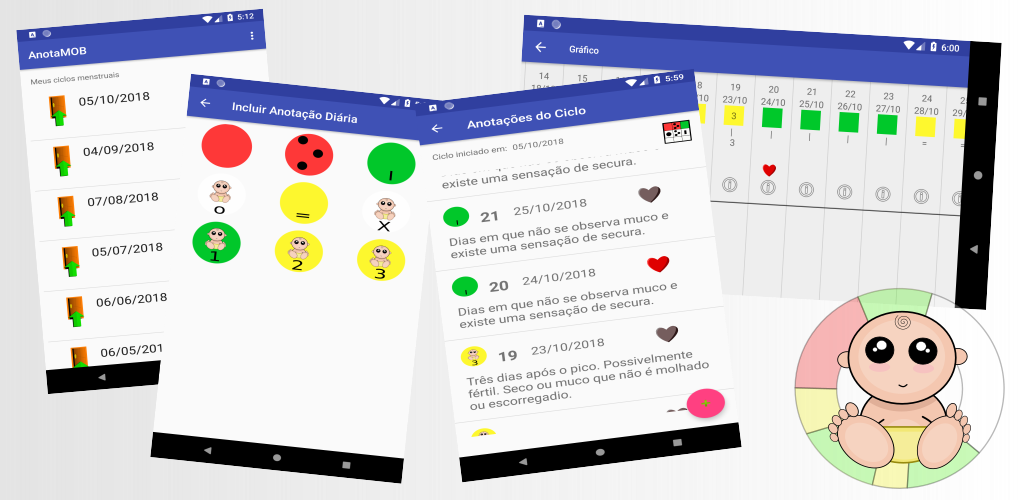 5:12
AnotaMOB
Meus ciclos menstruais
05/10/2018
04/09/2018
07/08/2018
05/07/2018
06/06/2018
06/05/201
Incluir Anotação Diária
|
o
=
x
1
2
3
5:59
Anotações do Ciclo
Ciclo iniciado em: 05/10/2018
existe uma sensação de secura.
21 25/10/2018
Dias em que não se observa muco e
existe uma sensação de secura.
20 24/10/2018
Dias em que não se observa muco e
existe uma sensação de secura.
3
19 23/10/2018
Três dias após o pico. Possivelmente
fértil. Seco ou muco que não é molhado
ou escorregadio.
6:00
Gráfico
14 15 19 20 21 22 23 24
23/10 24/10 25/10 26/10 27/10 28/10 29/
3
| | | | | = =
3